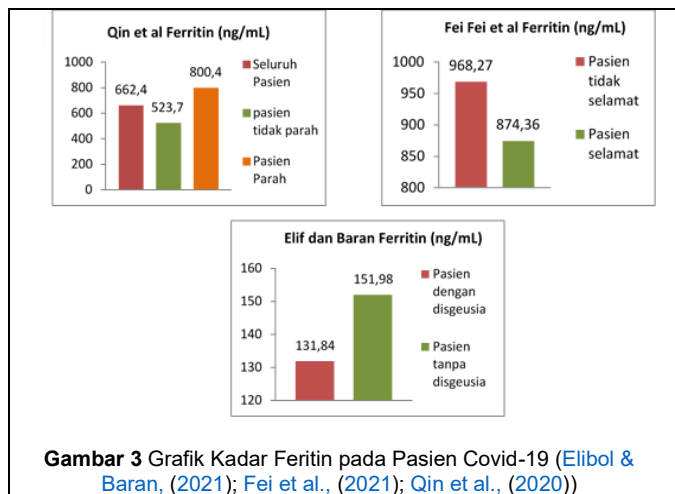 Qin et al Ferritin (ng/mL)
1000
800
600
400
200
0
662,4
523,7
800,4
Seluruh
Pasien
pasien
tidak parah
Pasien
Parah
Fei Fei et al Ferritin (ng/mL)
1000
950
900
850
800
968,27
874,36
Pasien
tidak
selamat
Pasien
selamat
Elif dan Baran Ferritin (ng/mL)
160
150
140
130
120
131,84
151,98
Pasien
dengan
disgeusia
Pasien
tanpa
disgeusia
Gambar 3 Grafik Kadar Feritin pada Pasien Covid-19 (Elibol &
Baran, (2021); Fei et al., (2021); Qin et al., (2020))